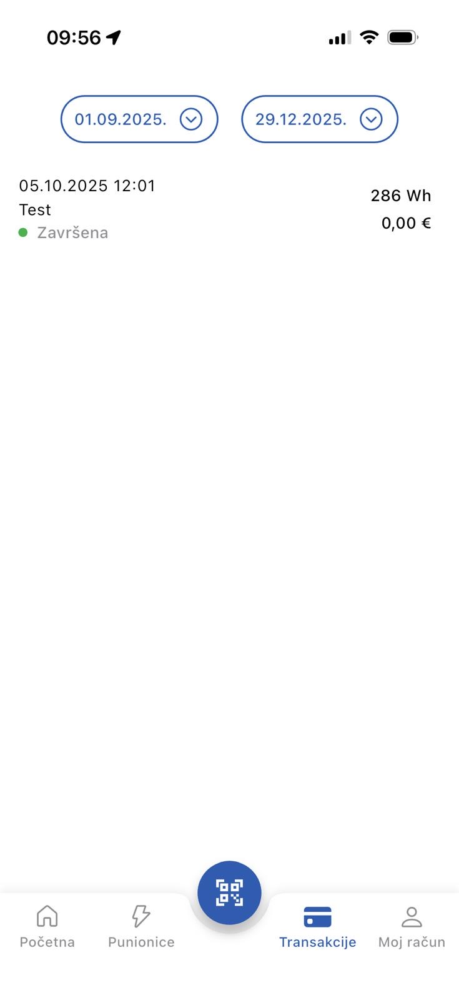 09:56
01.09.2025.
29.12.2025.
05.10.2025 12:01
Test
Završena
286 Wh
0,00 €
Početna
Punionice
Transakcije
Moj račun